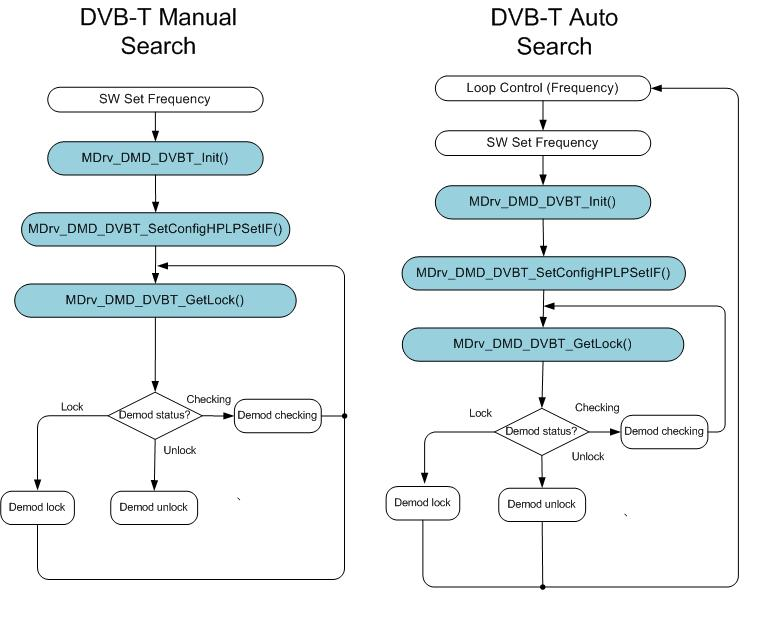 DVB-T Manual
Search
SW Set Frequency
MDrv_DMD_DVBT_Init()
MDrv_DMD_DVBT_SetConfigHPLPSetIF()
MDrv_DMD_DVBT_GetLock()
Demod status?
Lock
Checking
Demod checking
Unlock
Demod lock
Demod unlock
DVB-T Auto
Search
Loop Control (Frequency)
SW Set Frequency
MDrv_DMD_DVBT_Init()
MDrv_DMD_DVBT_SetConfigHPLPSetIF()
MDrv_DMD_DVBT_GetLock()
Demod status?
Lock
Checking
Demod checking
Unlock
Demod lock
Demod unlock